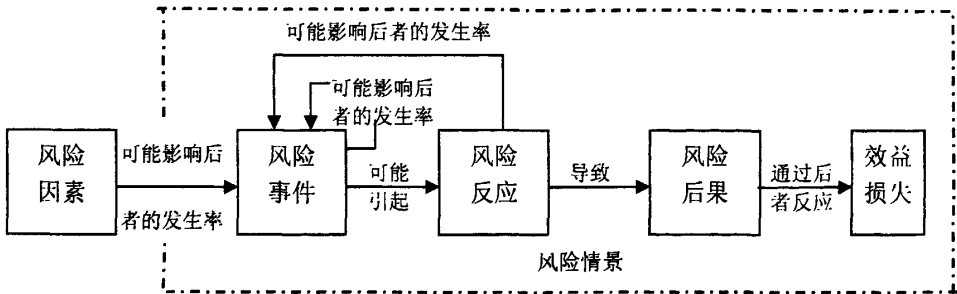 可能影响后者的发生率
可能影响后
者的发生率
风险
因素
可能影响后
者的发生率
风险
事件
可能
引起
风险
反应
导致
风险
后果
通过后
者反应
效益
损失
风险情景